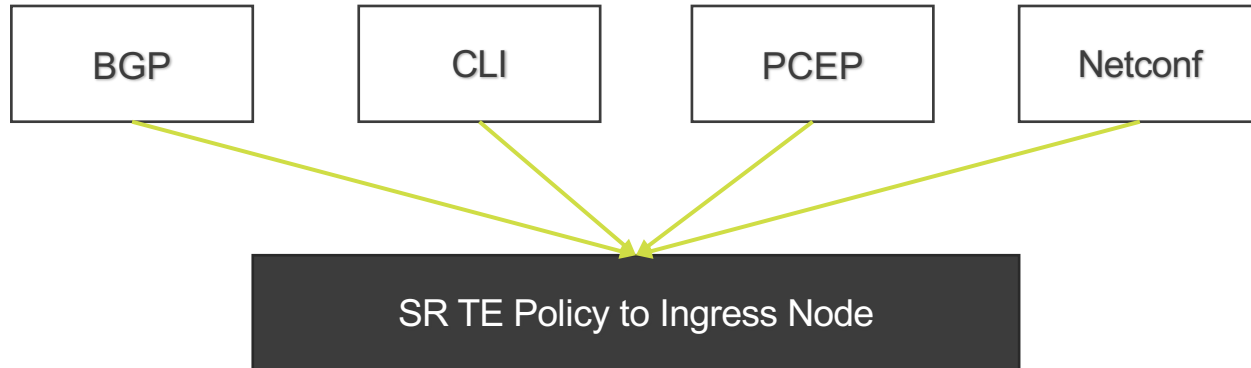 BGP
CLI
PCEP
Netconf
SR TE Policy to Ingress Node